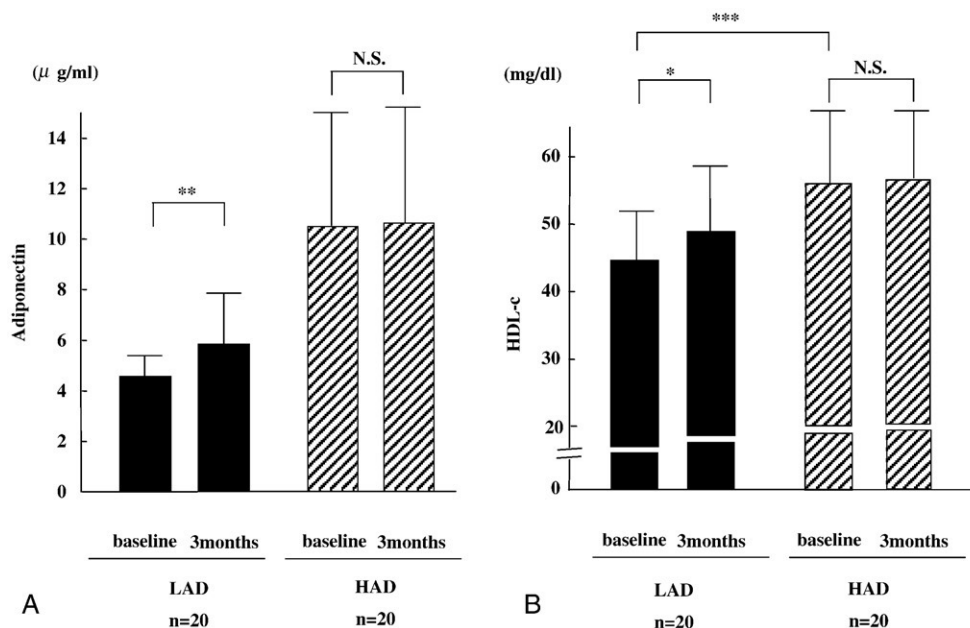 (μ g/ml)
N.S.
**
Adiponectin
14
12
10
8
6
4
2
0
baseline 3months baseline 3months
LAD HAD
n=20 n=20
A
***
(mg/dl)
*
N.S.
HDL-c
60
50
40
30
20
0
baseline 3months baseline 3months
LAD HAD
n=20 n=20
B